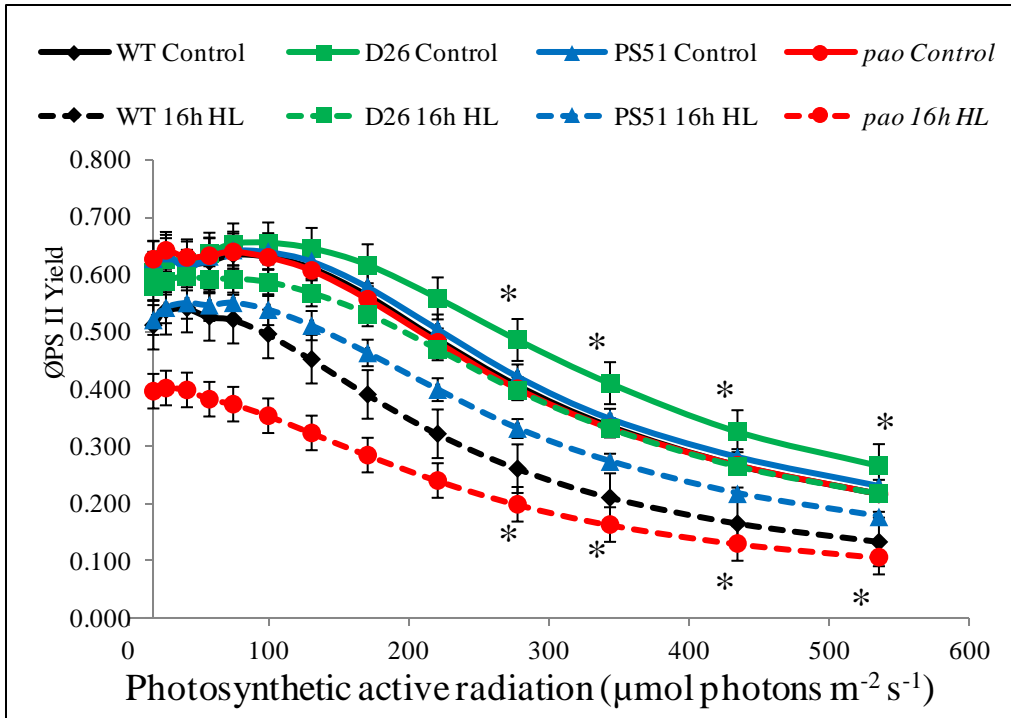 WT Control D26 Control PS51 Control pao Control
WT 16h HL D26 16h HL PS51 16h HL pao 16h HL
0.800
0.700
0.600
0.500
0.400
0.300
0.200
0.100
0.000
ØPS II Yield
* * * *
* * * *
0 100 200 300 400 500 600
Photosynthetic active radiation (µmol photons m⁻² s⁻¹)